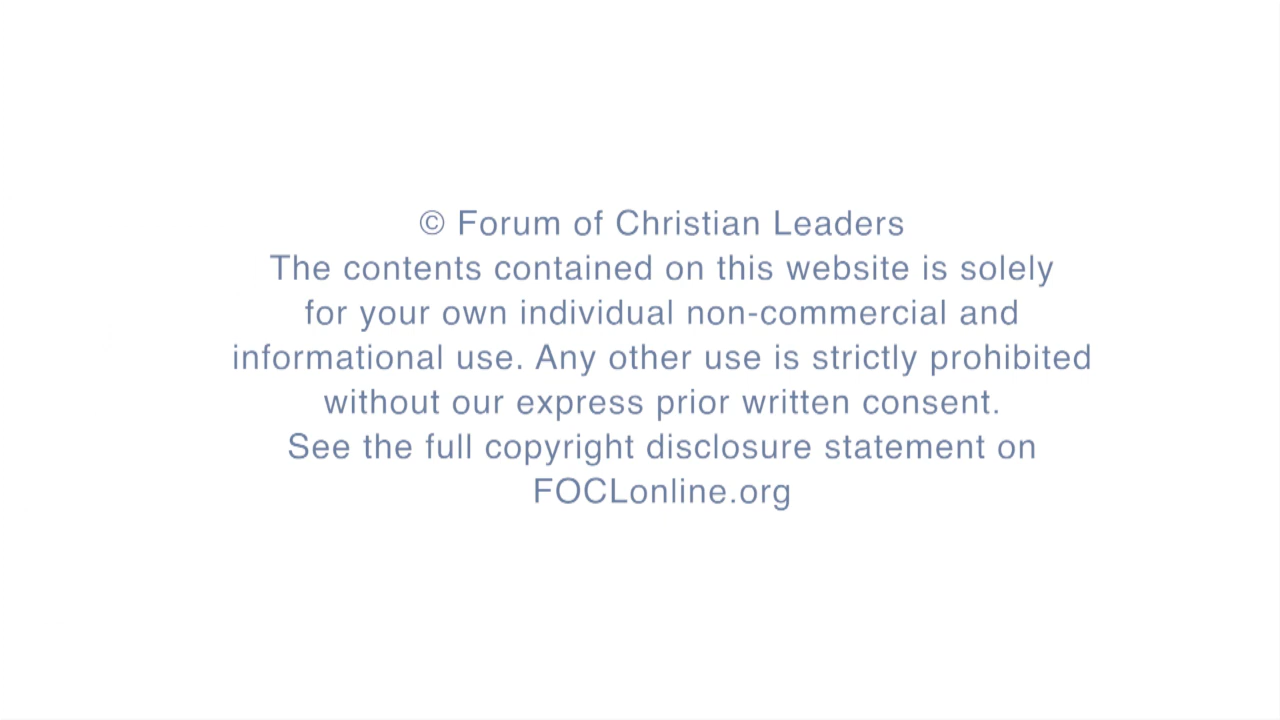 © Forum of Christian Leaders
The contents contained on this website is solely
for your own individual non-commercial and
informational use. Any other use is strictly prohibited
without our express prior written consent.
See the full copyright disclosure statement on
FOCLonline.org